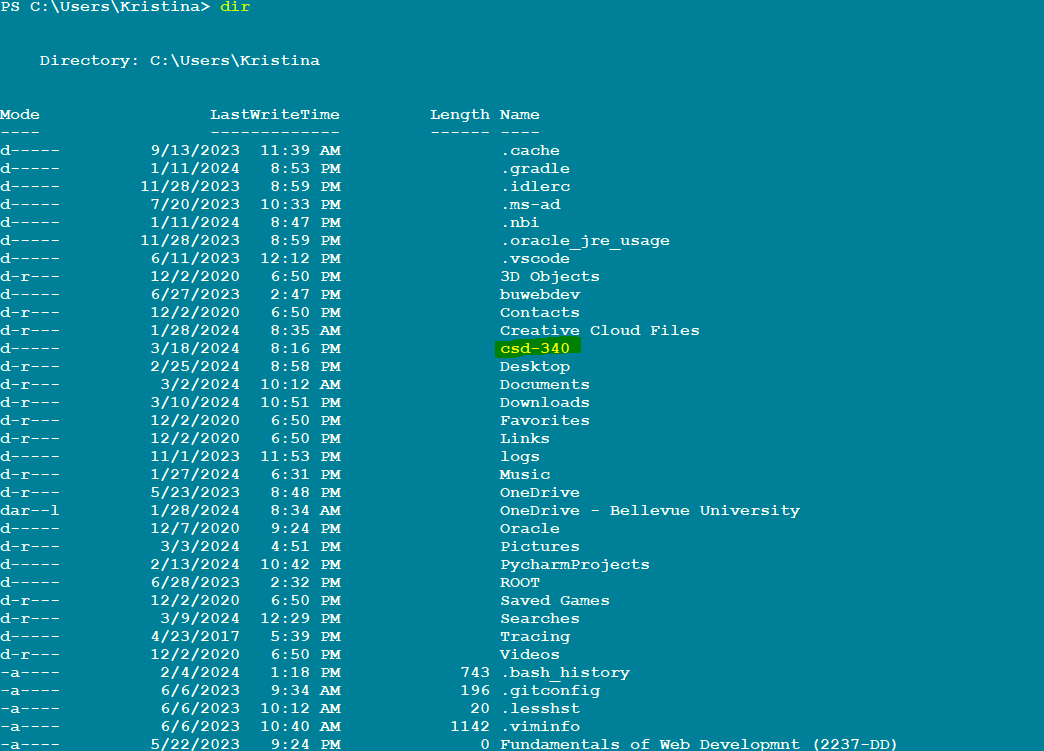 PS C:\Users\Kristina> dir
Directory: C:\Users\Kristina
Mode LastWriteTime Length Name
---- ------------- ------ ----
d----- 9/13/2023 11:39 AM .cache
d----- 1/11/2024 8:53 PM .gradle
d----- 11/28/2023 8:59 PM .idlerc
d----- 7/20/2023 10:33 PM .ms-ad
d----- 1/11/2024 8:47 PM .nbi
d----- 11/28/2023 8:59 PM .oracle_jre_usage
d----- 6/11/2023 12:12 PM .vscode
d-r--- 12/2/2020 6:50 PM 3D Objects
d----- 6/27/2023 2:47 PM buwebdev
d-r--- 12/2/2020 6:50 PM Contacts
d-r--- 1/28/2024 8:35 AM Creative Cloud Files
d----- 3/18/2024 8:16 PM csd-340
d-r--- 2/25/2024 8:58 PM Desktop
d-r--- 3/2/2024 10:12 AM Documents
d-r--- 3/10/2024 10:51 PM Downloads
d-r--- 12/2/2020 6:50 PM Favorites
d-r--- 12/2/2020 6:50 PM Links
d----- 11/1/2023 11:53 PM logs
d-r--- 1/27/2024 6:31 PM Music
d-r--- 5/23/2023 8:48 PM OneDrive
dar--l 1/28/2024 8:34 AM OneDrive - Bellevue University
d----- 12/7/2020 9:24 PM Oracle
d-r--- 3/3/2024 4:51 PM Pictures
d----- 2/13/2024 10:42 PM PycharmProjects
d----- 6/28/2023 2:32 PM ROOT
d-r--- 12/2/2020 6:50 PM Saved Games
d-r--- 3/9/2024 12:29 PM Searches
d----- 4/23/2017 5:39 PM Tracing
d-r--- 12/2/2020 6:50 PM Videos
-a---- 2/4/2024 1:18 PM 743 .bash_history
-a---- 6/6/2023 9:34 AM 196 .gitconfig
-a---- 6/6/2023 10:12 AM 20 .lesshst
-a---- 6/6/2023 10:40 AM 1142 .viminfo
-a---- 5/22/2023 9:24 PM 0 Fundamentals of Web Developmnt (2237-DD)